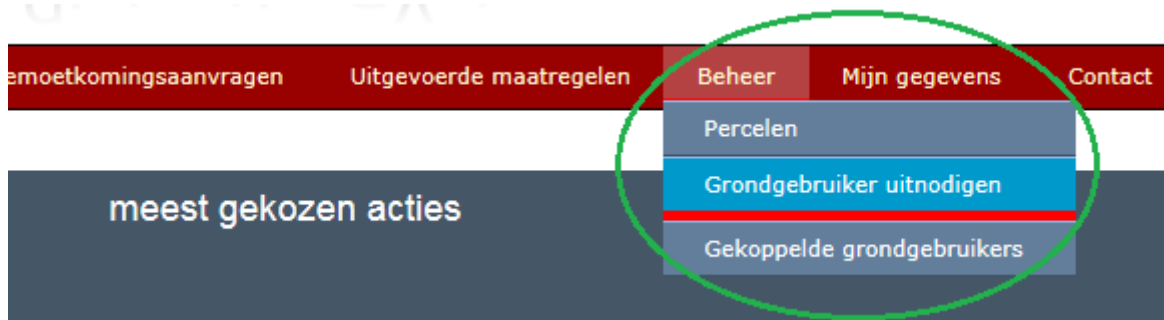 emoetkomingsaanvragen Uitgevoerde maatregelen Beheer Mijn gegevens Contact
Percelen
Grondgebruiker uitnodigen
meest gekozen acties
Gekoppelde grondgebruikers